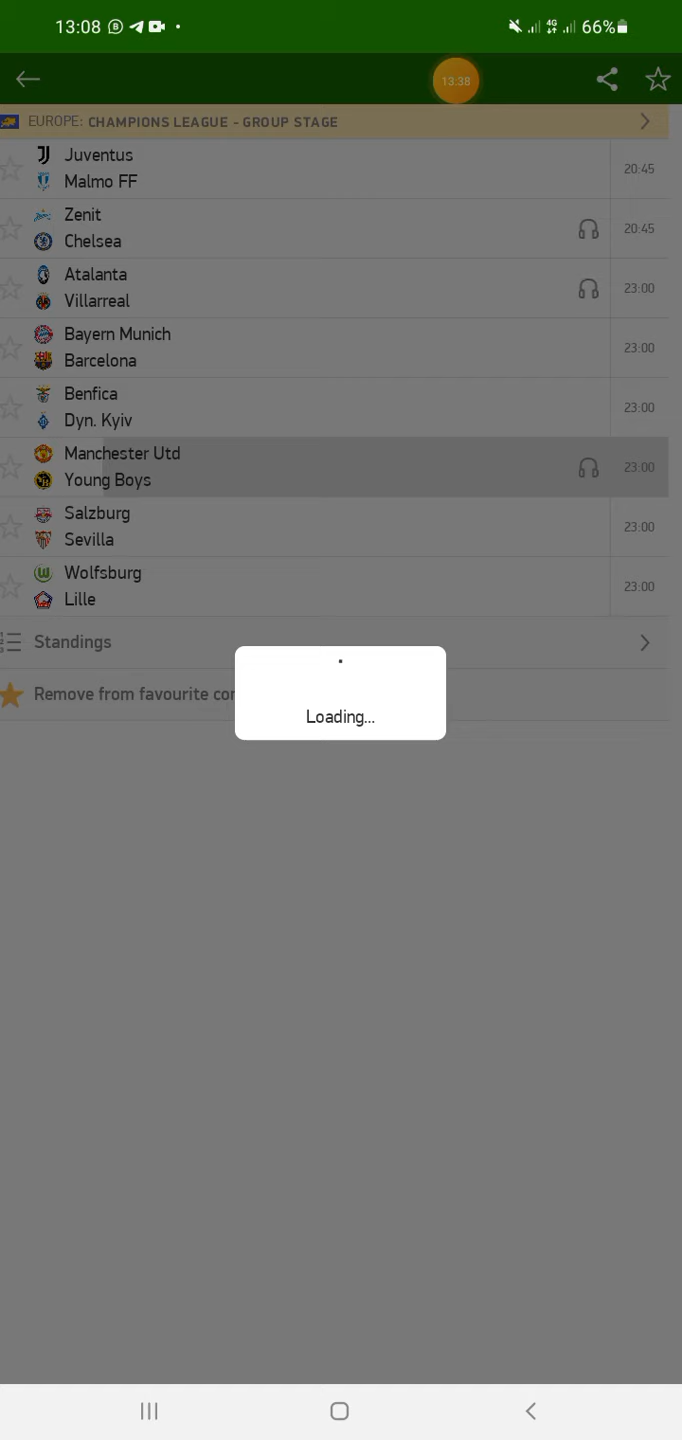 13:08
4G
66%
13:38
EUROPE: CHAMPIONS LEAGUE - GROUP STAGE
Juventus
Malmo FF
20:45
Zenit
Chelsea
20:45
Atalanta
Villarreal
23:00
Bayern Munich
Barcelona
23:00
Benfica
Dyn. Kyiv
23:00
Manchester Utd
Young Boys
23:00
Salzburg
Sevilla
23:00
Wolfsburg
Lille
23:00
Standings
Remove from favourite
Loading...